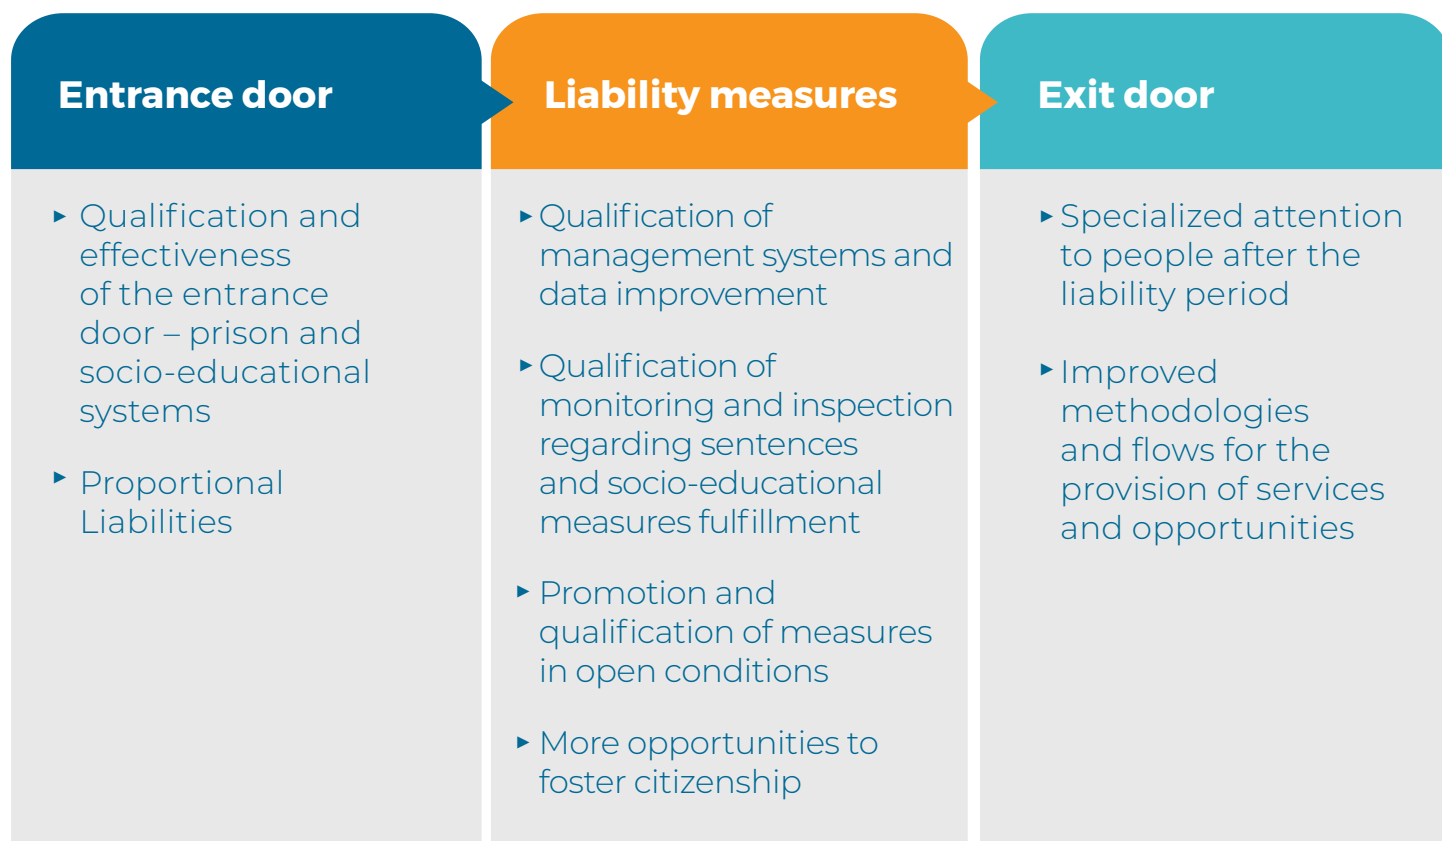 Entrance door
▸ Qualification and
effectiveness
of the entrance
door – prison and
socio-educational
systems
▸ Proportional
Liabilities
Liability measures
▸ Qualification of
management systems and
data improvement
▸ Qualification of
monitoring and inspection
regarding sentences
and socio-educational
measures fulfillment
▸ Promotion and
qualification of measures
in open conditions
▸ More opportunities to
foster citizenship
Exit door
▸ Specialized attention
to people after the
liability period
▸ Improved
methodologies
and flows for the
provision of services
and opportunities